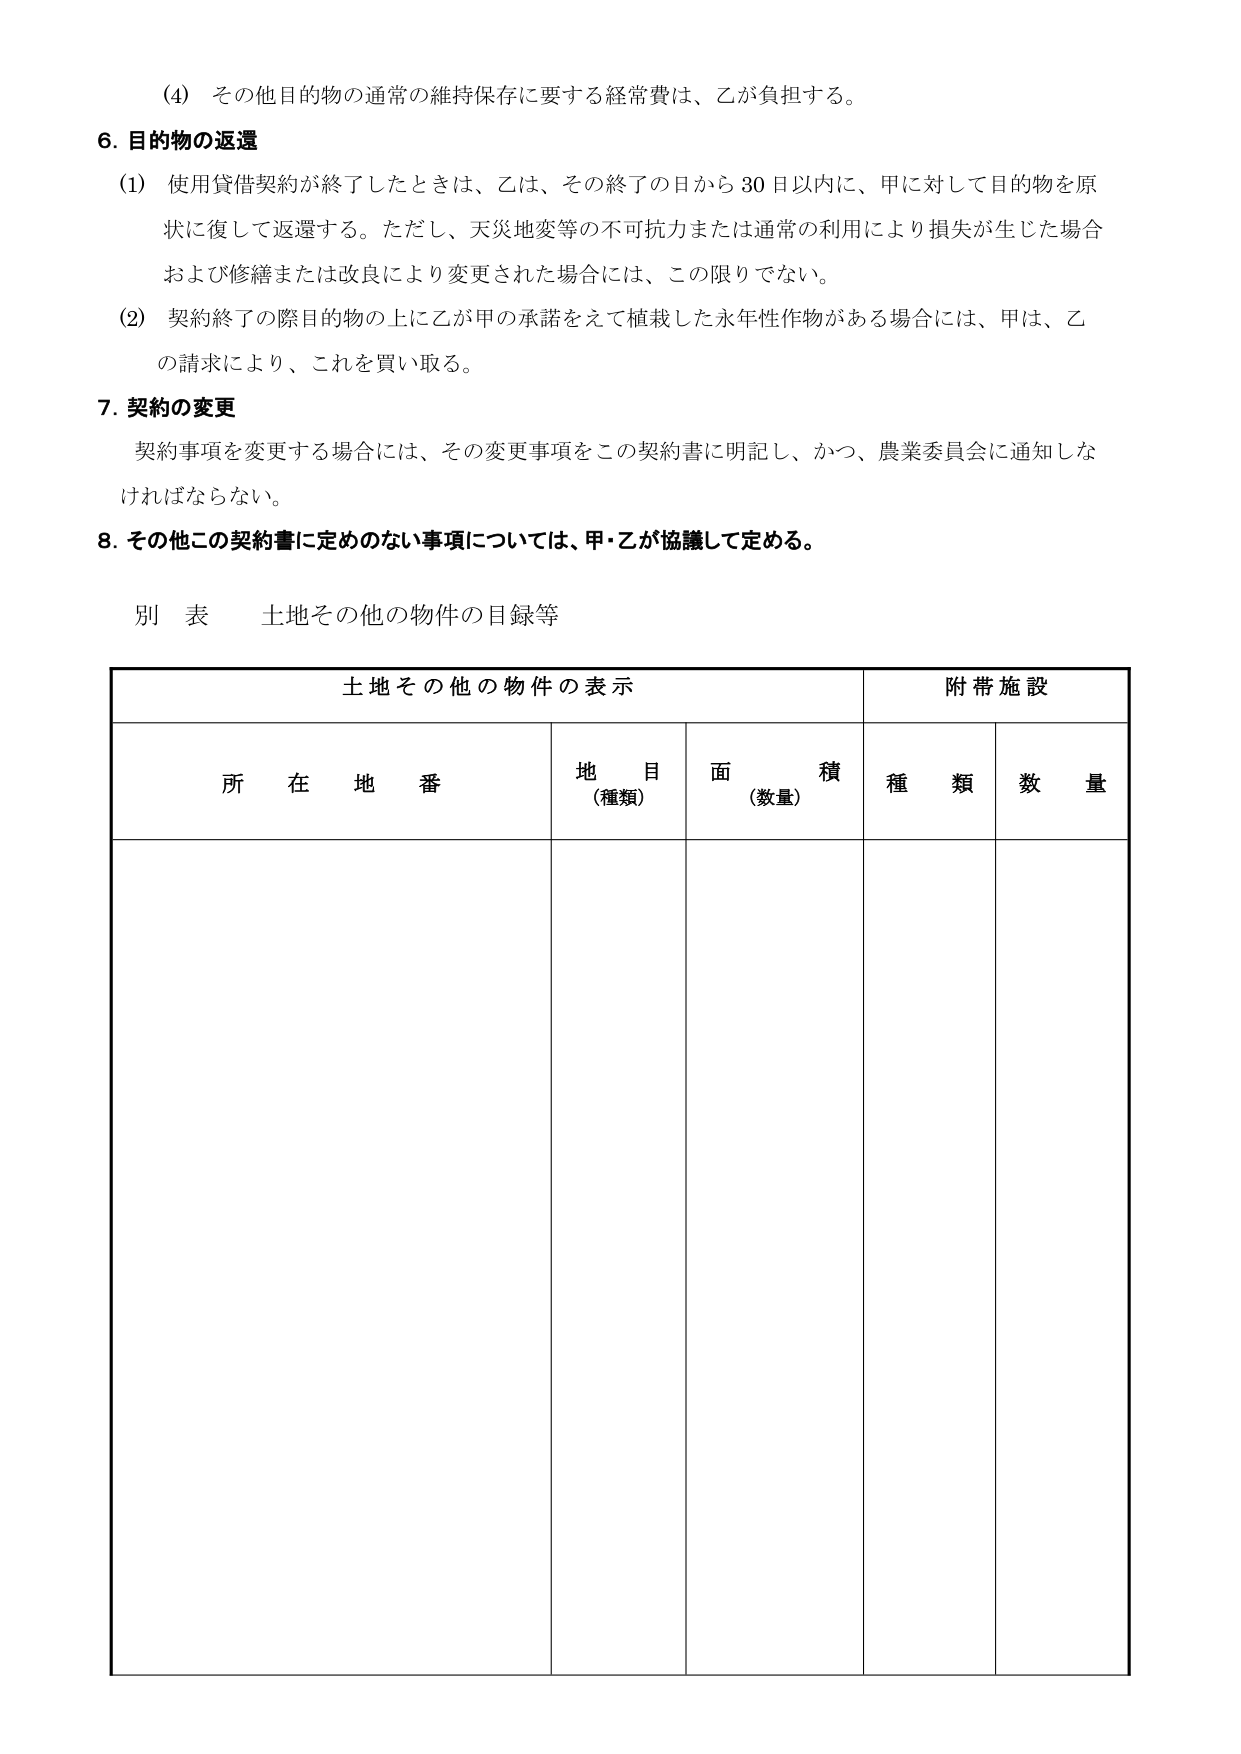 (4)　その他目的物の通常の維持保存に要する経常費は、乙が負担する。
6. 目的物の返還
(1)　使用貸借契約が終了したときは、乙は、その終了の日から 30 日以内に、甲に対して目的物を原
状に復して返還する。ただし、天災地変等の不可抗力または通常の利用により損失が生じた場合
および修繕または改良により変更された場合には、この限りでない。
(2)　契約終了の際目的物の上に乙が甲の承諾をえて植栽した永年性作物がある場合には、甲は、乙
の請求により、これを買い取る。
7. 契約の変更
契約事項を変更する場合には、その変更事項をこの契約書に明記し、かつ、農業委員会に通知しな
ければならない。
8. その他この契約書に定めのない事項については、甲・乙が協議して定める。
別　表　　土地その他の物件の目録等
土地その他の物件の表示　附帯施設
所　在　地　番　地　目　面　積　種　類　数　量
（種類）　（数量）